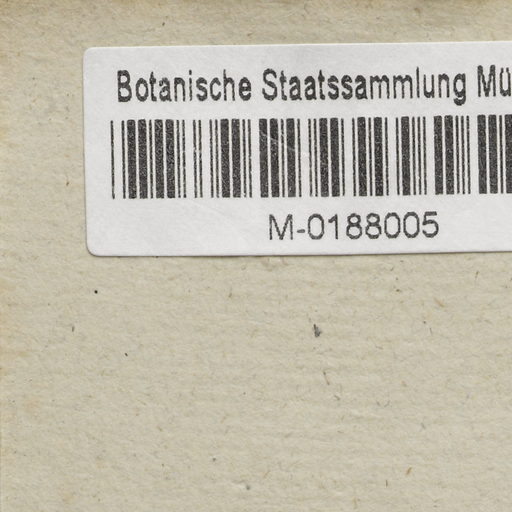 Botanische Staatssammlung Mü
M-0188005